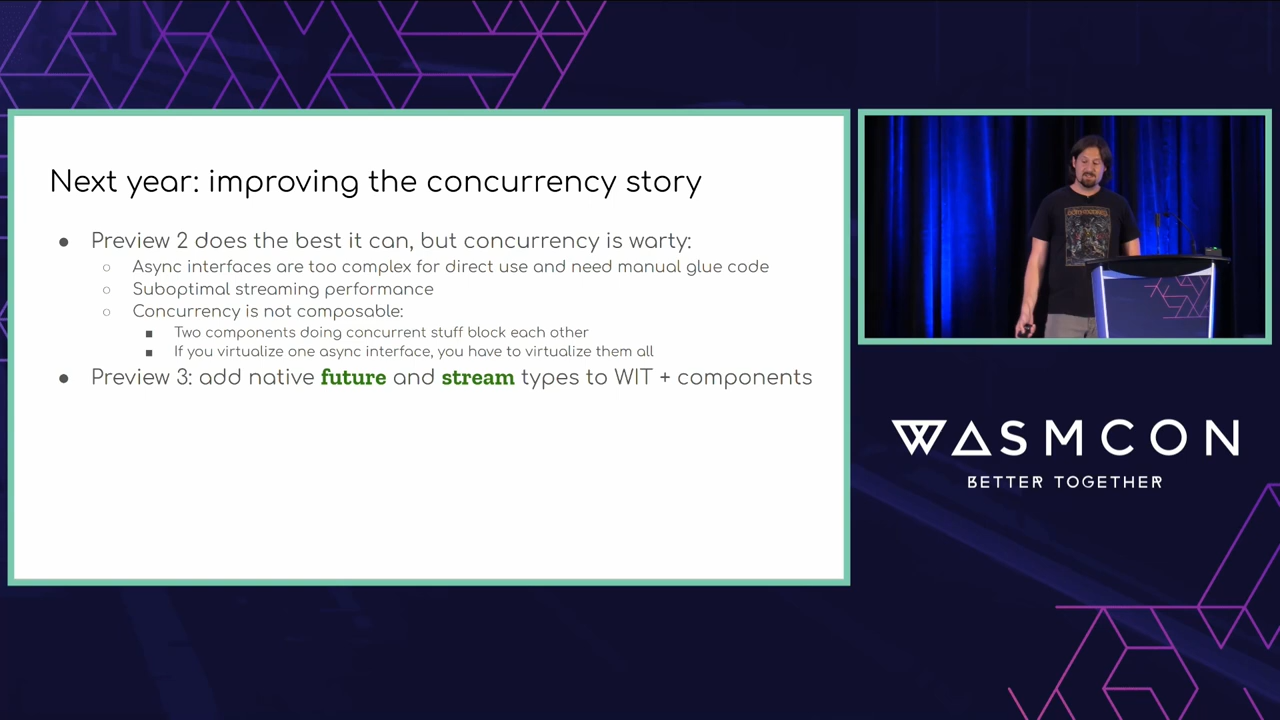 Next year: improving the concurrency story
● Preview 2 does the best it can, but concurrency is warty:
○ Async interfaces are too complex for direct use and need manual glue code
○ Suboptimal streaming performance
○ Concurrency is not composable:
■ Two components doing concurrent stuff block each other
■ If you virtualize one async interface, you have to virtualize them all
● Preview 3: add native future and stream types to WIT + components
WASMCON
BETTER TOGETHER